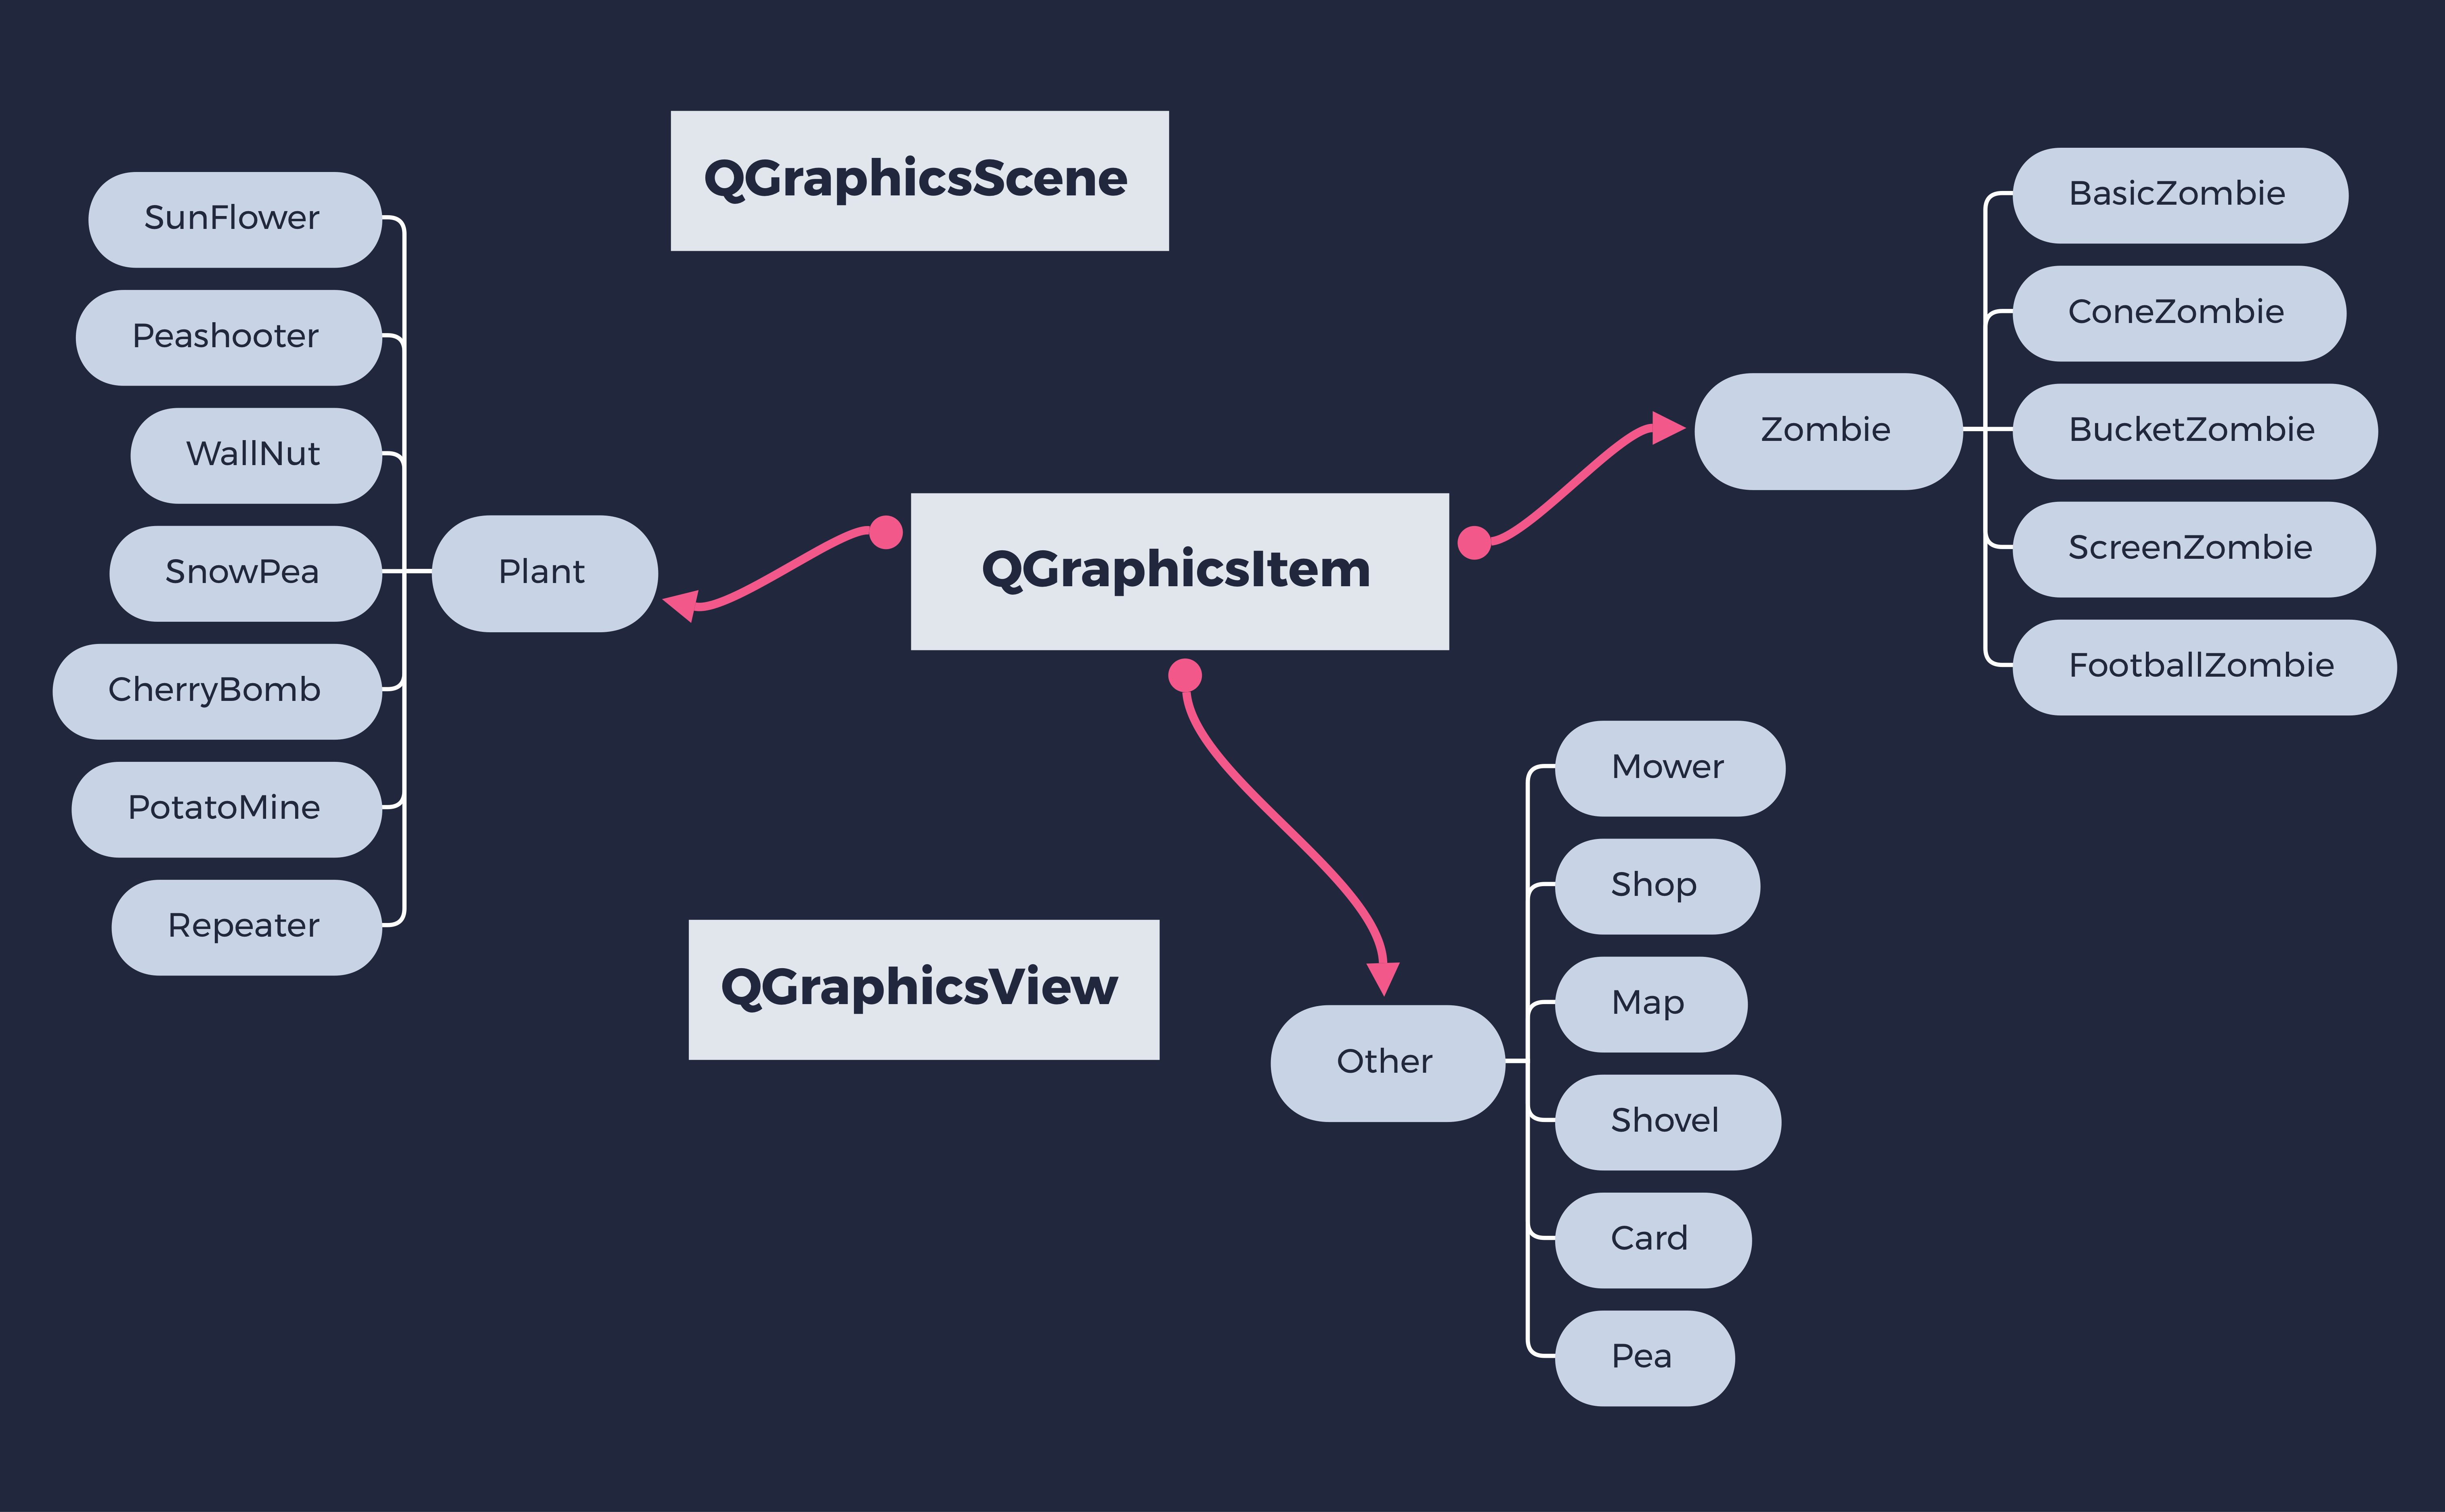 QGraphicsScene
SunFlower
Peashooter
WallNut
SnowPea
CherryBomb
PotatoMine
Repeater
Plant
QGraphicsItem
Zombie
BasicZombie
ConeZombie
BucketZombie
ScreenZombie
FootballZombie
QGraphicsView
Other
Mower
Shop
Map
Shovel
Card
Pea